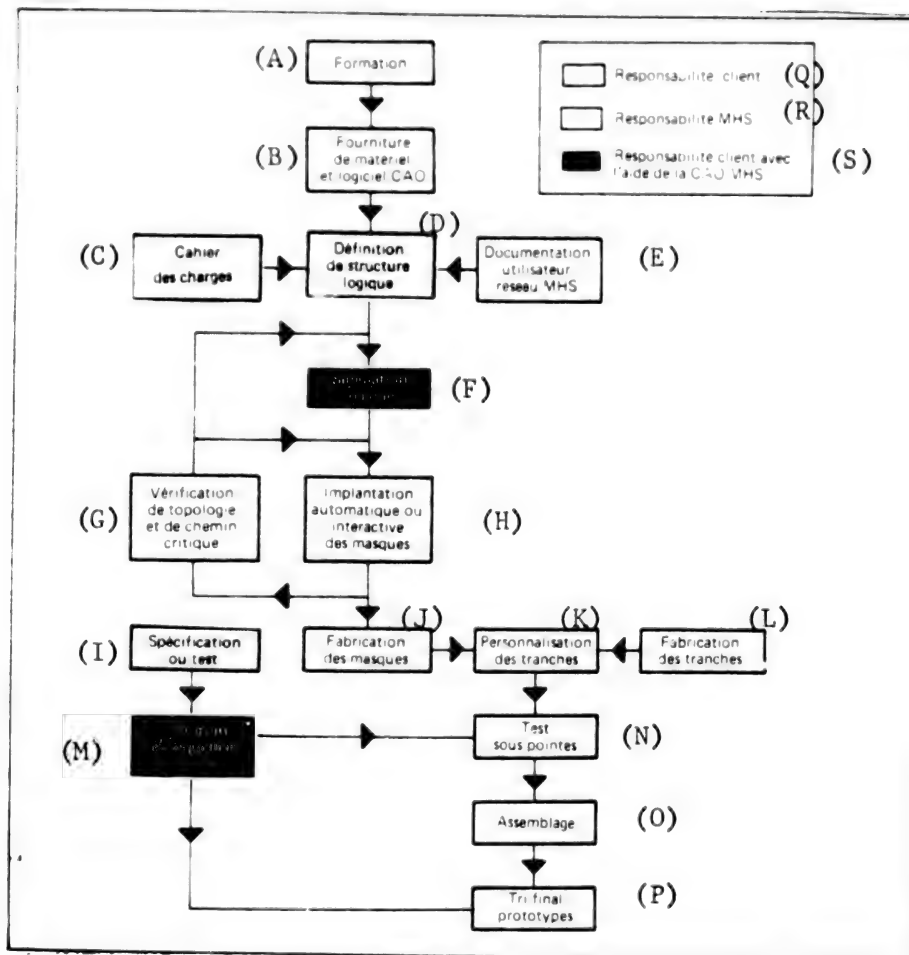 (A)
Formation
Responsabilité client (Q)
Responsabilité MHS (R)
Responsabilité client avec
l'aide de la CAO MHS
(S)
(B)
Fourniture
de matériel
et logiciel CAO
(C)
Cahier
des charges
(D)
Définition
de structure
logique
Documentation
utilisateur
réseau MHS
(E)
(F)
(G)
Vérification
de topologie
et de chemin
critique
Implantation
automatique ou
interactive
des masques
(H)
(I)
Spécification
ou test
(J)
Fabrication
des masques
(K)
Personnalisation
des tranches
(L)
Fabrication
des tranches
(M)
Test
sous pointes
(N)
Assemblage
(O)
Tri final
prototypes
(P)